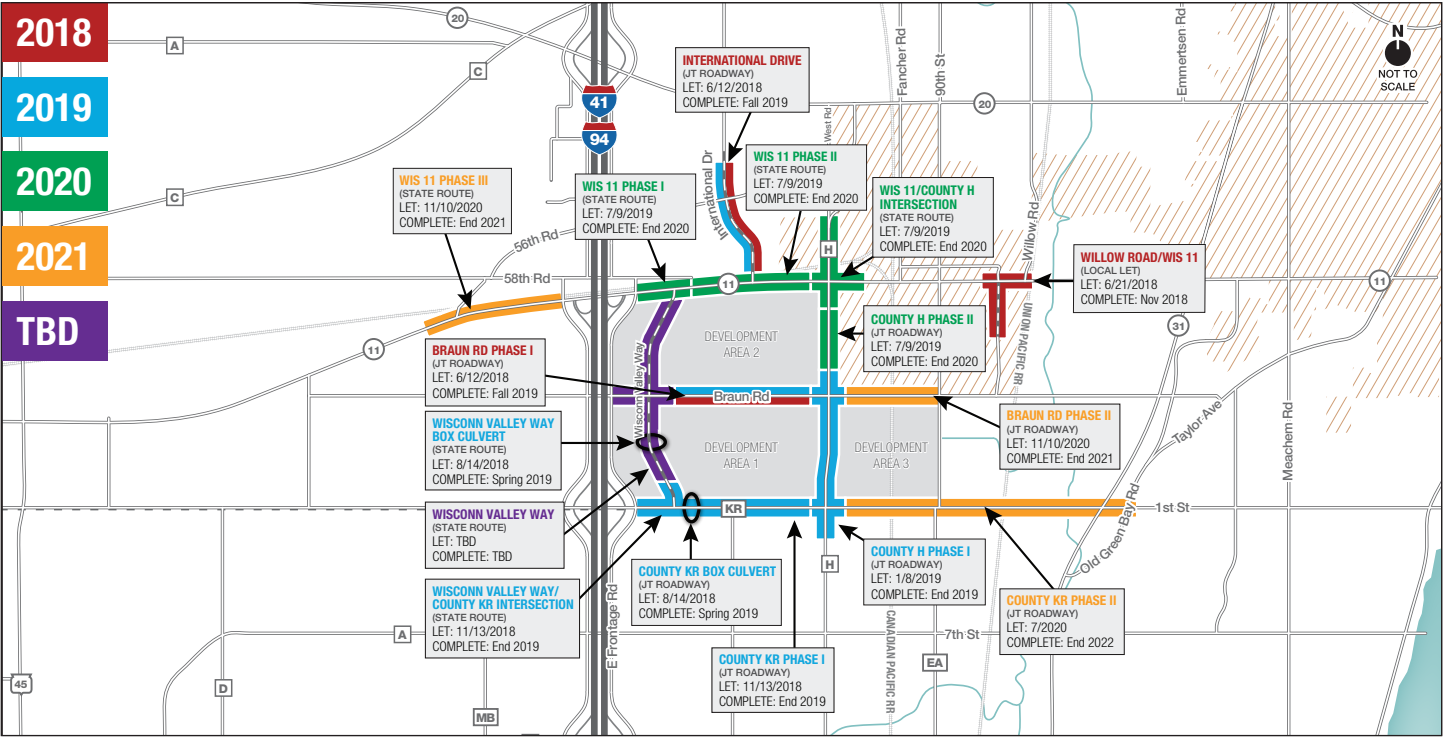 2018
2019
2020
2021
TBD
20
A
C
C
41
94
INTERNATIONAL DRIVE
(JT ROADWAY)
LET: 6/12/2018
COMPLETE: Fall 2019
Fancher Rd
90th St
Emmertsen Rd
N
NOT TO
SCALE
20
West Rd
International Dr
WIS 11 PHASE III
(STATE ROUTE)
LET: 11/10/2020
COMPLETE: End 2021
WIS 11 PHASE I
(STATE ROUTE)
LET: 7/9/2019
COMPLETE: End 2020
WIS 11 PHASE II
(STATE ROUTE)
LET: 7/9/2019
COMPLETE: End 2020
WIS 11/COUNTY H
INTERSECTION
(STATE ROUTE)
LET: 7/9/2019
COMPLETE: End 2020
Willow Rd
56th Rd
58th Rd
H
11
11
WILLOW ROAD/WIS 11
(LOCAL LET)
LET: 6/21/2018
COMPLETE: Nov 2018
11
31
UNION PACIFIC RR
DEVELOPMENT
AREA 2
COUNTY H PHASE II
(JT ROADWAY)
LET: 7/9/2019
COMPLETE: End 2020
BRAUN RD PHASE I
(JT ROADWAY)
LET: 6/12/2018
COMPLETE: Fall 2019
Wisconn Valley Way
Braun Rd
BRAUN RD PHASE II
(JT ROADWAY)
LET: 11/10/2020
COMPLETE: End 2021
Taylor Ave
Meachem Rd
WISCONN VALLEY WAY
BOX CULVERT
(STATE ROUTE)
LET: 8/14/2018
COMPLETE: Spring 2019
DEVELOPMENT
AREA 1
DEVELOPMENT
AREA 3
WISCONN VALLEY WAY
(STATE ROUTE)
LET: TBD
COMPLETE: TBD
KR
1st St
Old Green Bay Rd
H
COUNTY KR BOX CULVERT
(JT ROADWAY)
LET: 8/14/2018
COMPLETE: Spring 2019
COUNTY H PHASE I
(JT ROADWAY)
LET: 1/8/2019
COMPLETE: End 2019
WISCONN VALLEY WAY/
COUNTY KR INTERSECTION
(STATE ROUTE)
LET: 11/13/2018
COMPLETE: End 2019
COUNTY KR PHASE II
(JT ROADWAY)
LET: 7/2020
COMPLETE: End 2022
E Frontage Rd
A
7th St
CANADIAN PACIFIC RR
EA
COUNTY KR PHASE I
(JT ROADWAY)
LET: 11/13/2018
COMPLETE: End 2019
45
D
MB